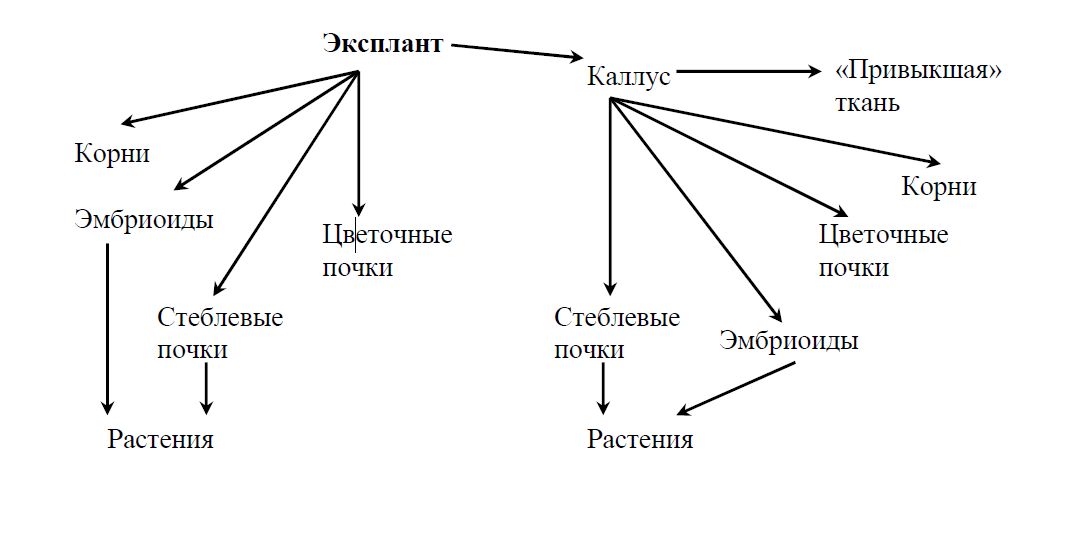 Эксплант
Каллус
«Привыкшая»
ткань
Корни
Эмбриоиды
Цветочные
почки
Стеблевые
почки
Растения
Корни
Цветочные
почки
Стеблевые
почки
Эмбриоиды
Растения